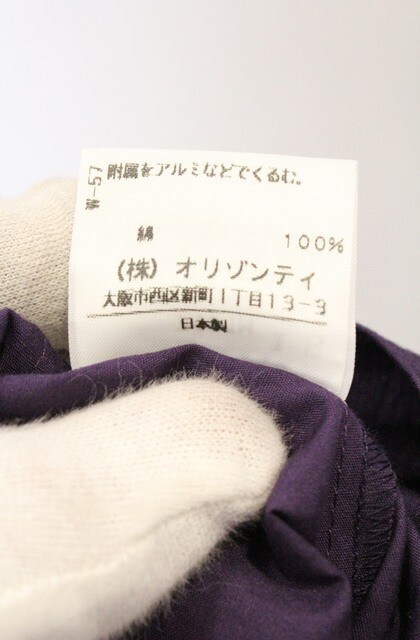 W-57
附属をアルミなどでくるむ。
綿 100%
(株) オリゾンティ
大阪市西区新町1丁目13-3
日本製